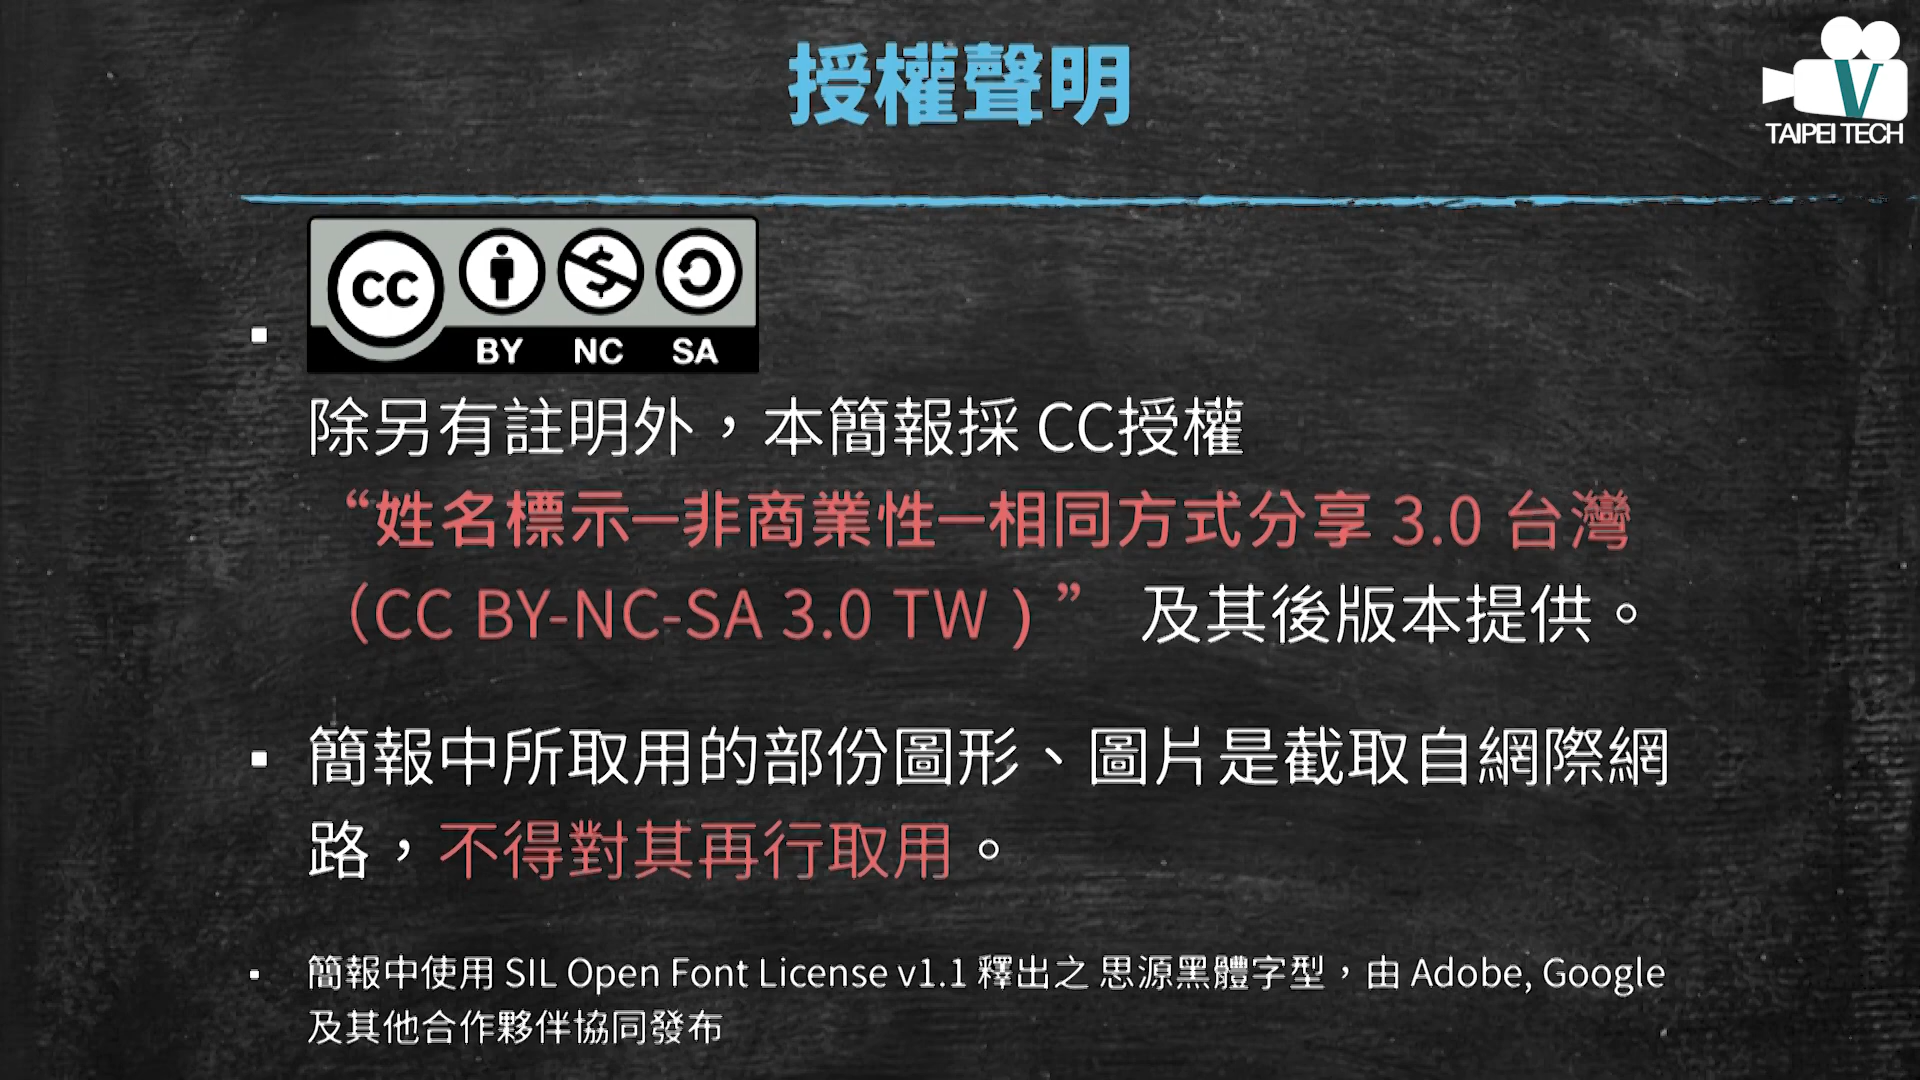 授權聲明
V
TAIPEI TECH
CC
BY NC SA
除另有註明外，本簡報採 CC授權
“姓名標示─非商業性─相同方式分享 3.0 台灣
（CC BY-NC-SA 3.0 TW ) ” 及其後版本提供。
簡報中所取用的部份圖形、圖片是截取自網際網
路，不得對其再行取用。
簡報中使用 SIL Open Font License v1.1 釋出之 思源黑體字型，由 Adobe, Google
及其他合作夥伴協同發布